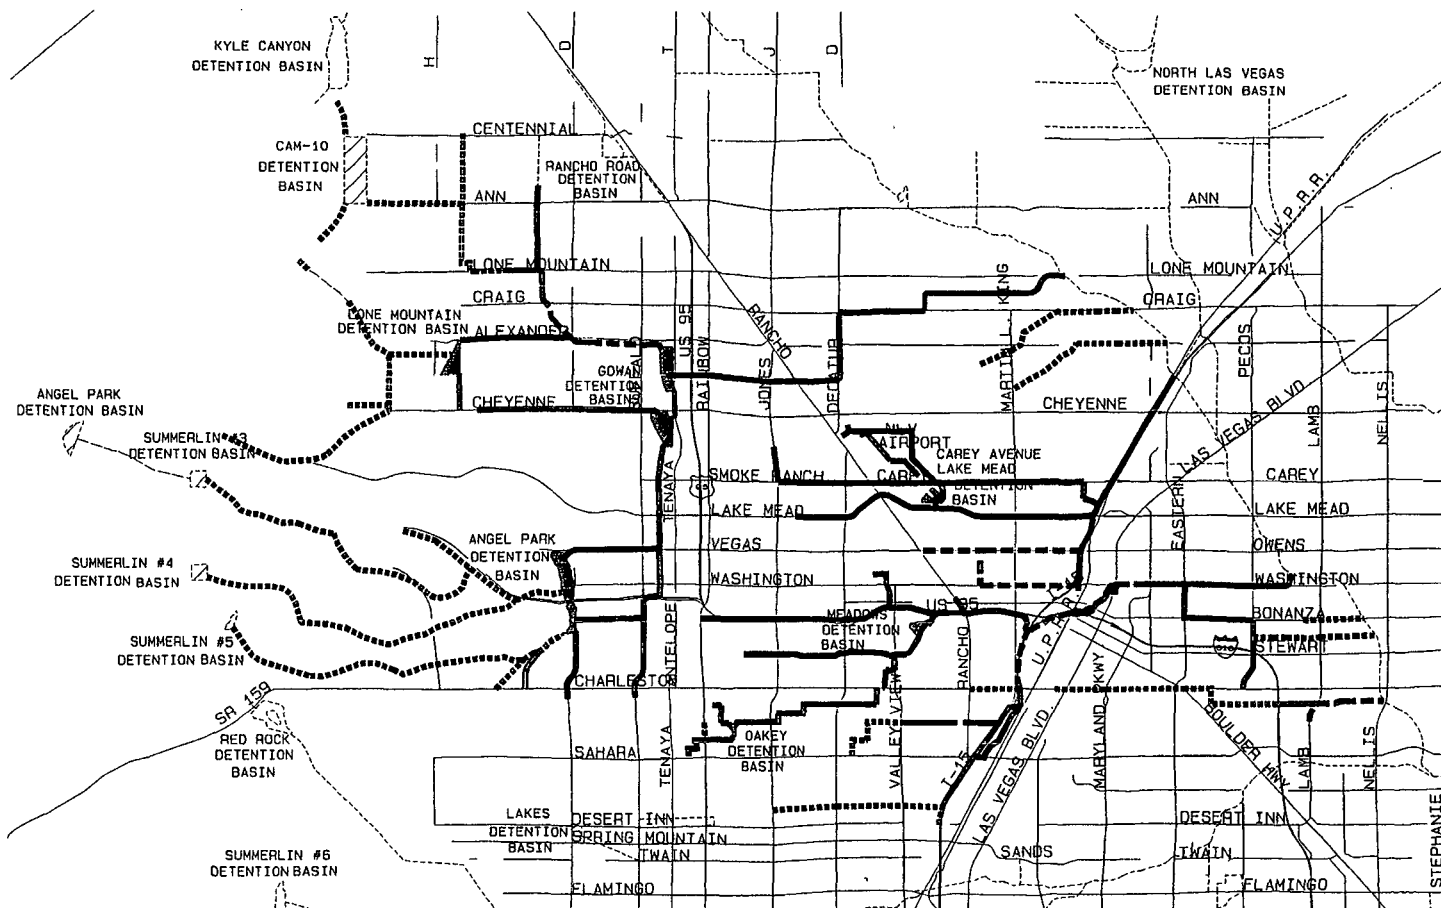 KYLE CANYON
DETENTION BASIN
H
D
T
J
D
NORTH LAS VEGAS
DETENTION BASIN
CENTENNIAL
CAM-10
DETENTION
BASIN
RANCHO ROAD
DETENTION
BASIN
ANN
ANN
U.P.R.R.
LONE MOUNTAIN
LONE MOUNTAIN
CRAIG
CRAIG
LONE MOUNTAIN
DETENTION BASIN
ALEXANDER
US 95
RAINBOW
RANCHO
JONES
DECATUR
MARTIN L. KING
PECOS
GOWAN
DETENTION
BASINS
CHEYENNE
CHEYENNE
LAS VEGAS BLVD
LAMB
NELLIS
ANGEL PARK
DETENTION BASIN
SUMMERLIN #3
DETENTION BASIN
NLV
AIRPORT
CAREY AVENUE
LAKE MEAD
DETENTION
BASIN
TENAYA
SMOKE RANCH
CAREY
CAREY
LAKE MEAD
LAKE MEAD
EASTERN
ANGEL PARK
DETENTION
BASIN
VEGAS
OWENS
SUMMERLIN #4
DETENTION BASIN
WASHINGTON
WASHINGTON
I-15
US 95
U.P.R.R.
BONANZA
MEADOWS
DETENTION
BASIN
STEWART
SUMMERLIN #5
DETENTION BASIN
ANTELOPE
RANCHO
CHARLESTON
VALLEY VIEW
MARYLAND PKWY
BOULDER HWY
SR 159
RED ROCK
DETENTION
BASIN
SAHARA
TENAYA
OAKEY
DETENTION
BASIN
I-15
LAS VEGAS BLVD.
LAMB
NELLIS
LAKES
DETENTION
BASIN
DESERT INN
DESERT INN
SPRING MOUNTAIN
TWAIN
SANDS
TWAIN
SUMMERLIN #6
DETENTION BASIN
FLAMINGO
FLAMINGO
STEPHANIE